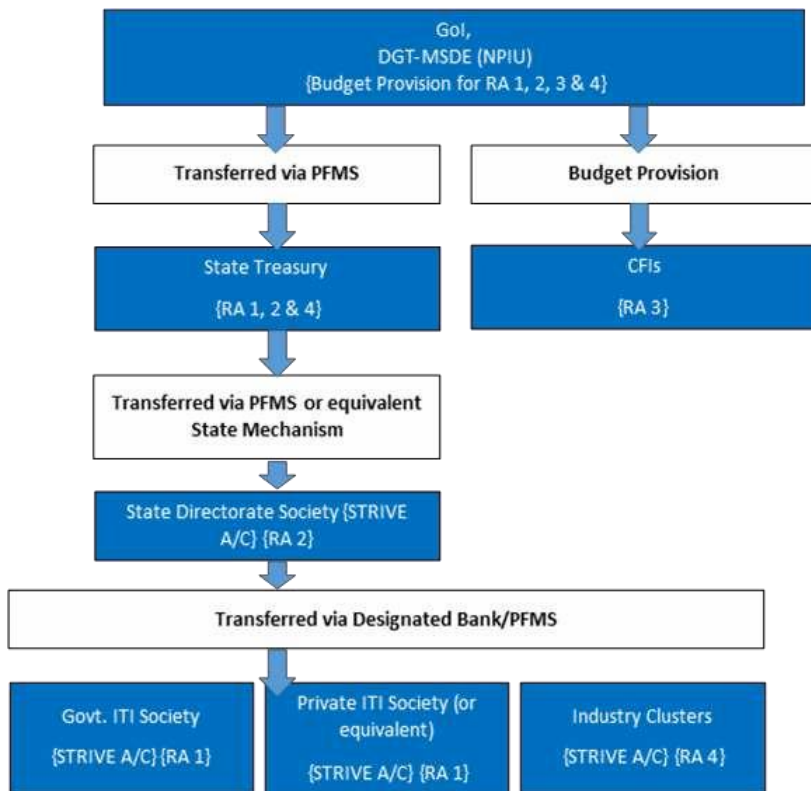 GoI,
DGT-MSDE (NPIU)
{Budget Provision for RA 1, 2, 3 & 4}
Transferred via PFMS
Budget Provision
State Treasury
{RA 1, 2 & 4}
CFIs
{RA 3}
Transferred via PFMS or equivalent
State Mechanism
State Directorate Society {STRIVE
A/C} {RA 2}
Transferred via Designated Bank/PFMS
Govt. ITI Society
{STRIVE A/C} {RA 1}
Private ITI Society (or
equivalent)
{STRIVE A/C} {RA 1}
Industry Clusters
{STRIVE A/C} {RA 4}